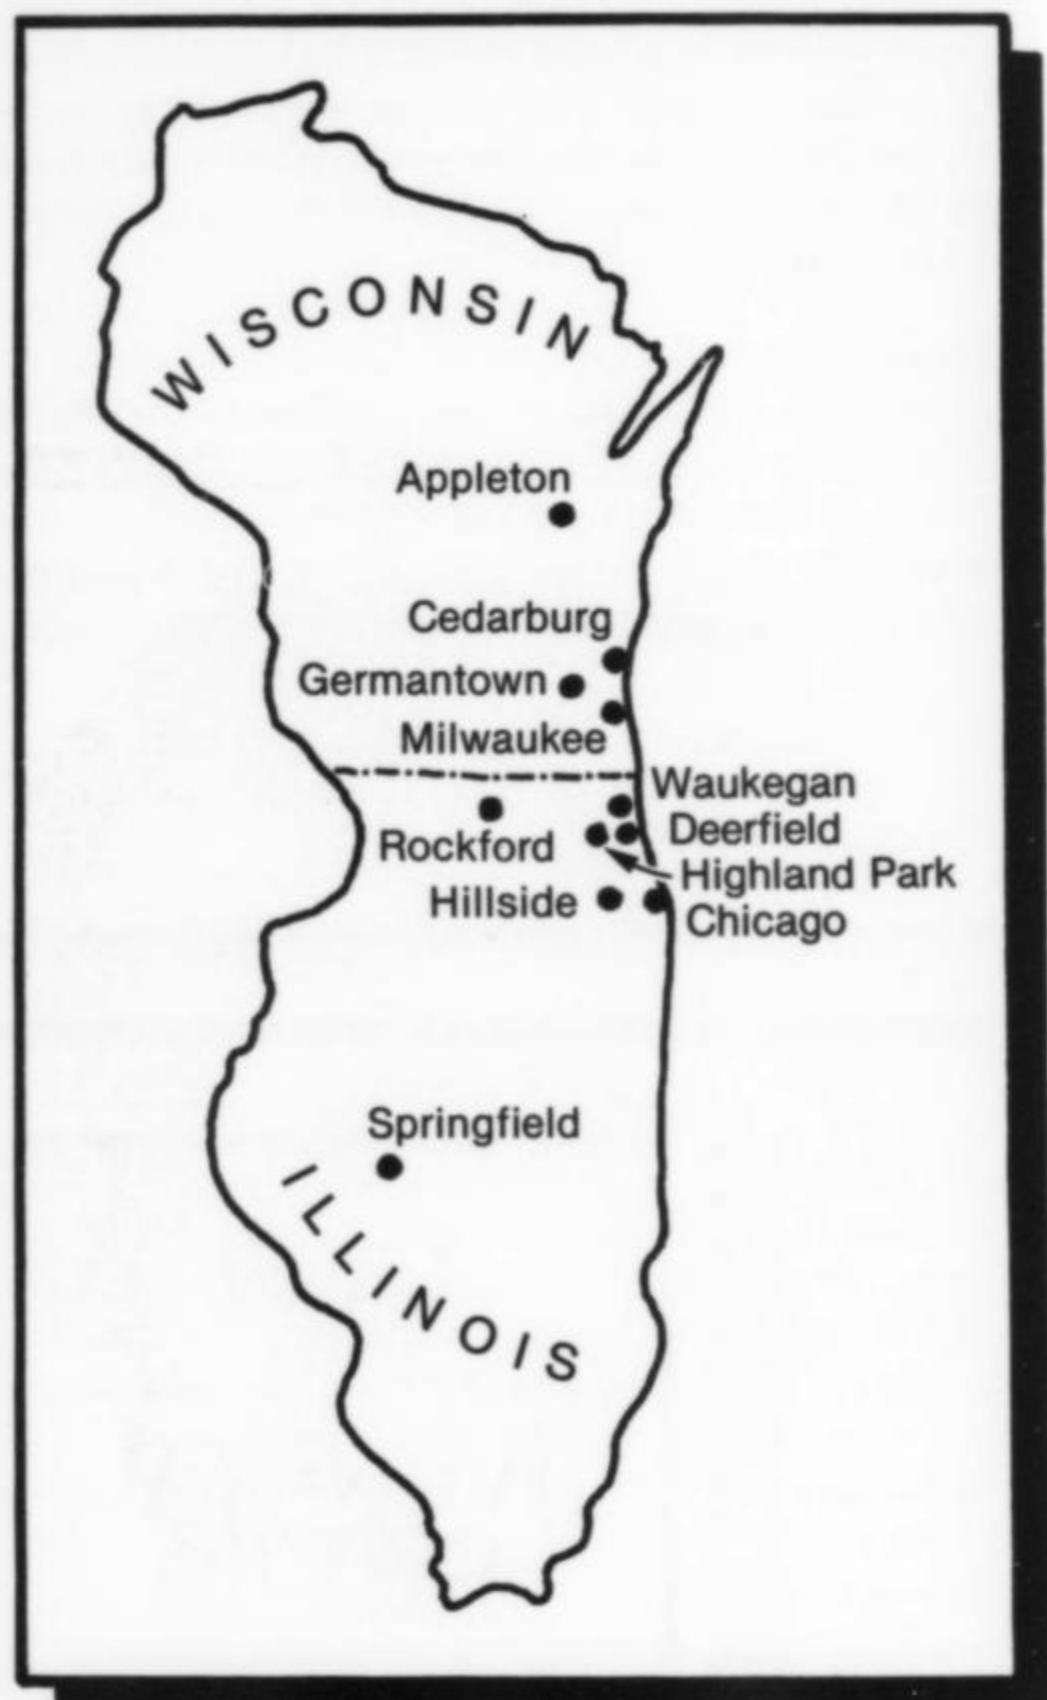 WISCONSIN
Appleton
Cedarburg
Germantown
Milwaukee
Waukegan
Rockford
Deerfield
Highland Park
Hillside
Chicago
Springfield
ILLINOIS